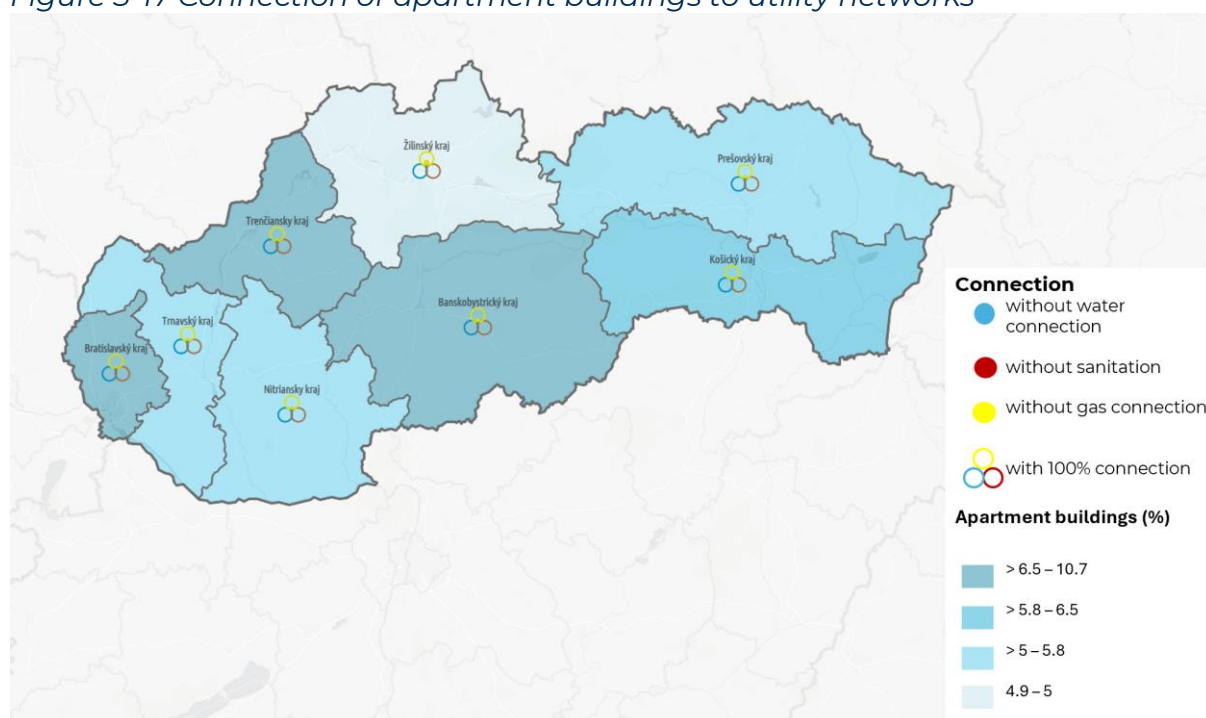 Figure 3-17 Connection of apartment buildings to utility networks
Žilinský kraj
Prešovský kraj
Trenčiansky kraj
Košický kraj
Banskobystrický kraj
Trnavský kraj
Bratislavský kraj
Nitriansky kraj
Connection
without water
connection
without sanitation
without gas connection
with 100% connection
Apartment buildings (%)
> 6.5 – 10.7
> 5.8 – 6.5
> 5 – 5.8
4.9 – 5